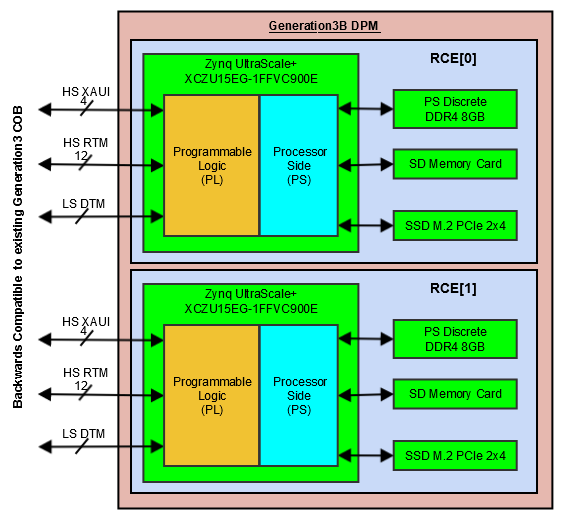 Generation3B DPM
Backwards Compatible to existing Generation3 COB
RCE[0]
Zynq UltraScale+
XCZU15EG-1FFVC900E
HS XAUI
4
HS RTM
12
LS DTM
Programmable
Logic
(PL)
Processor
Side
(PS)
PS Discrete
DDR4 8GB
SD Memory Card
SSD M.2 PCIe 2x4
RCE[1]
Zynq UltraScale+
XCZU15EG-1FFVC900E
HS XAUI
4
HS RTM
12
LS DTM
Programmable
Logic
(PL)
Processor
Side
(PS)
PS Discrete
DDR4 8GB
SD Memory Card
SSD M.2 PCIe 2x4